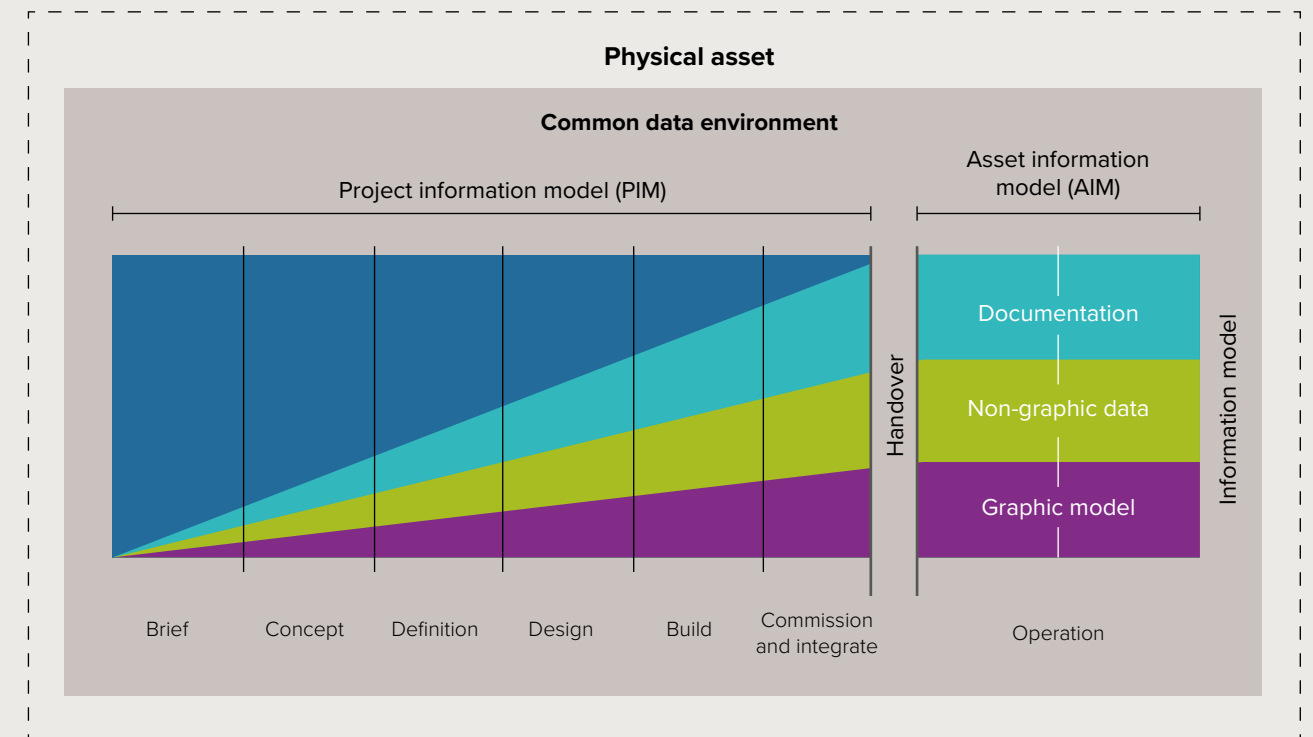 Physical asset
Common data environment
Project information model (PIM)
Asset information
model (AIM)
Handover
Documentation
Non-graphic data
Graphic model
Information model
Brief
Concept
Definition
Design
Build
Commission
and integrate
Operation